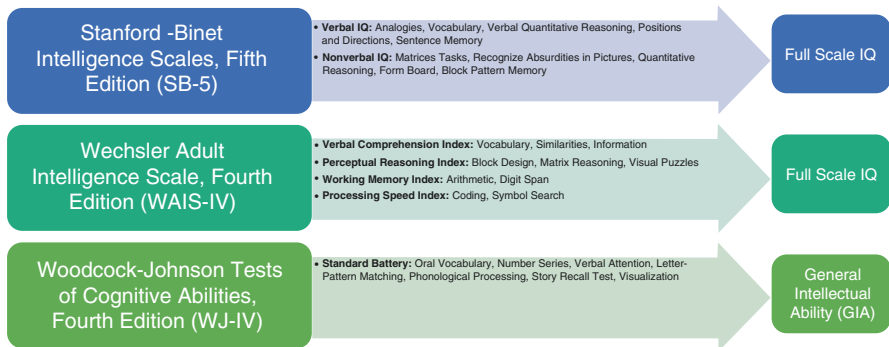 Stanford -Binet
Intelligence Scales, Fifth
Edition (SB-5)
• Verbal IQ: Analogies, Vocabulary, Verbal Quantitative Reasoning, Positions
and Directions, Sentence Memory
• Nonverbal IQ: Matrices Tasks, Recognize Absurdities in Pictures, Quantitative
Reasoning, Form Board, Block Pattern Memory
Full Scale IQ
Wechsler Adult
Intelligence Scale, Fourth
Edition (WAIS-IV)
• Verbal Comprehension Index: Vocabulary, Similarities, Information
• Perceptual Reasoning Index: Block Design, Matrix Reasoning, Visual Puzzles
• Working Memory Index: Arithmetic, Digit Span
• Processing Speed Index: Coding, Symbol Search
Full Scale IQ
Woodcock-Johnson Tests
of Cognitive Abilities,
Fourth Edition (WJ-IV)
• Standard Battery: Oral Vocabulary, Number Series, Verbal Attention, Letter-
Pattern Matching, Phonological Processing, Story Recall Test, Visualization
General
Intellectual
Ability (GIA)